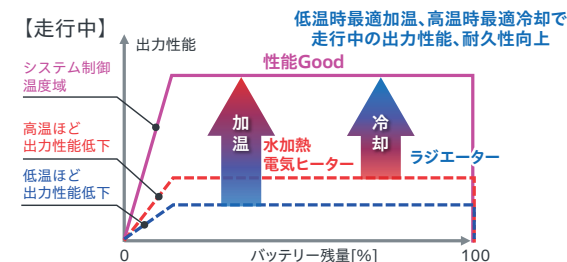 【走行中】
低温時最適加温、高温時最適冷却で
走行中の出力性能、耐久性向上
出力性能
性能Good
システム制御
温度域
高温ほど
出力性能低下
低温ほど
出力性能低下
加温
水加熱
電気ヒーター
冷却
ラジエーター
0
バッテリー残量[%]
100